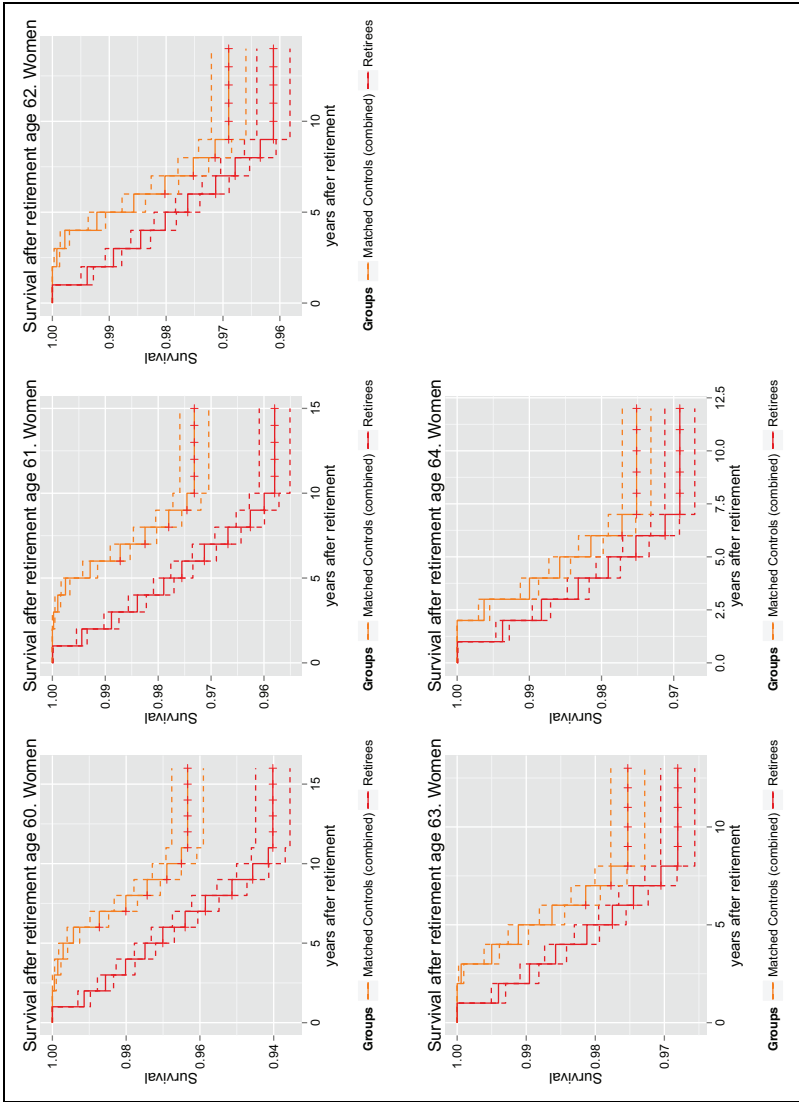 Survival after retirement age 60. Women
1.00
0.98
0.96
0.94
Survival
0
5
10
15
years after retirement
Groups Matched Controls (combined) Retirees
Survival after retirement age 61. Women
1.00
0.99
0.98
0.97
0.96
Survival
0
5
10
15
years after retirement
Groups Matched Controls (combined) Retirees
Survival after retirement age 62. Women
1.00
0.99
0.98
0.97
0.96
Survival
0
5
10
years after retirement
Groups Matched Controls (combined) Retirees
Survival after retirement age 63. Women
1.00
0.99
0.98
0.97
Survival
0
5
10
years after retirement
Groups Matched Controls (combined) Retirees
Survival after retirement age 64. Women
1.00
0.99
0.98
0.97
Survival
0.0
2.5
5.0
7.5
10.0
12.5
years after retirement
Groups Matched Controls (combined) Retirees